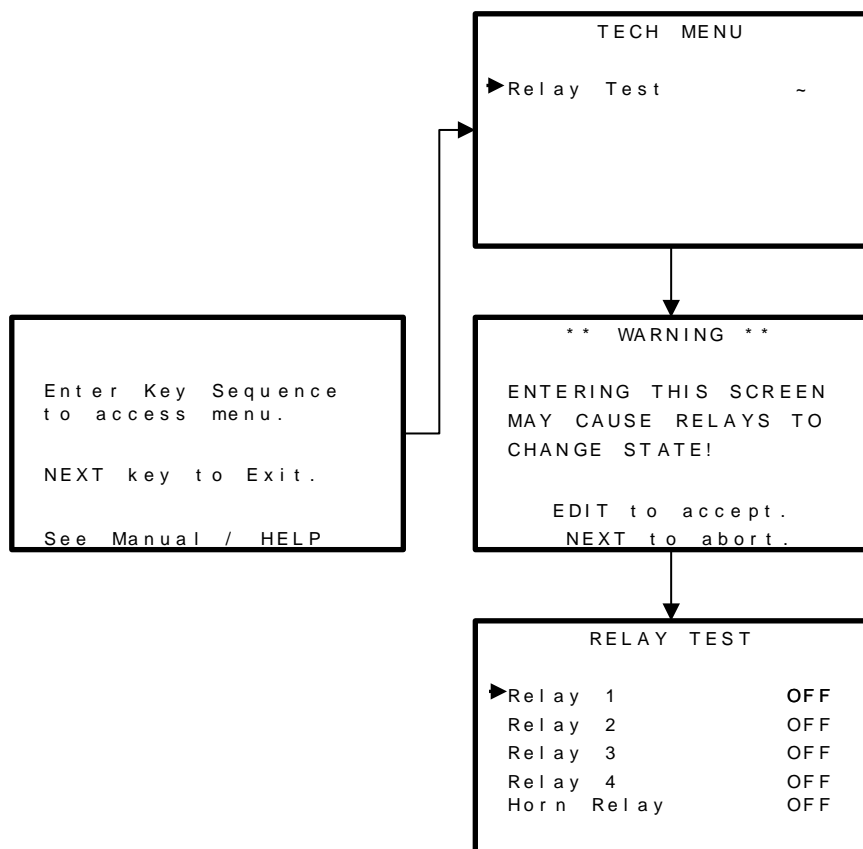 TECH MENU
Relay Test ~
Enter Key Sequence
to access menu.
NEXT key to Exit.
See Manual / HELP
** WARNING **
ENTERING THIS SCREEN
MAY CAUSE RELAYS TO
CHANGE STATE!
EDIT to accept.
NEXT to abort.
RELAY TEST
Relay 1 OFF
Relay 2 OFF
Relay 3 OFF
Relay 4 OFF
Horn Relay OFF